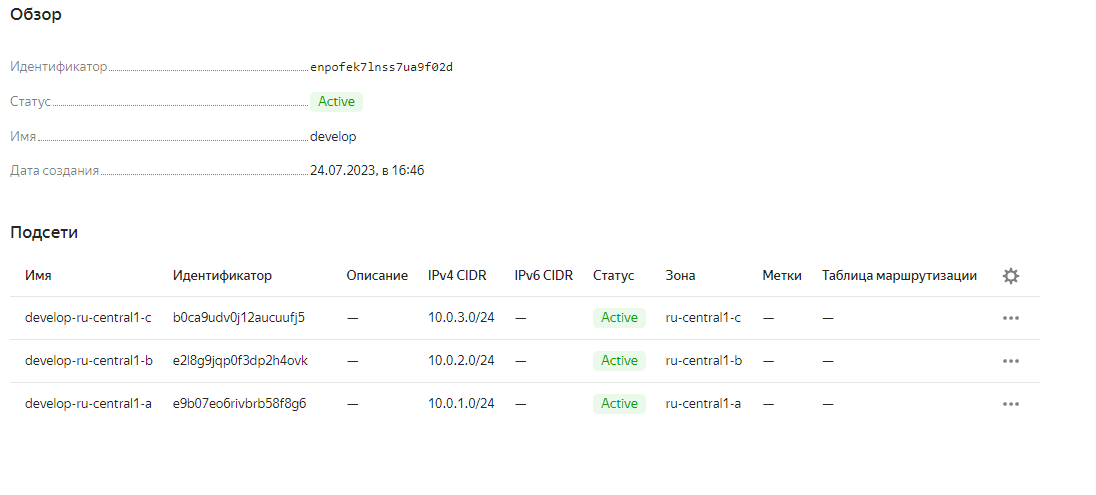 Обзор
Идентификатор enpofek7lnss7ua9f02d
Статус Active
Имя develop
Дата создания 24.07.2023, в 16:46
Подсети
Имя Идентификатор Описание IPv4 CIDR IPv6 CIDR Статус Зона Метки Таблица маршрутизации
develop-ru-central1-c b0ca9udv0j12aucuufj5 — 10.0.3.0/24 — Active ru-central1-c — —
develop-ru-central1-b e2l8g9jqp0f3dp2h4ovk — 10.0.2.0/24 — Active ru-central1-b — —
develop-ru-central1-a e9b07eo6rivbrb58f8g6 — 10.0.1.0/24 — Active ru-central1-a — —